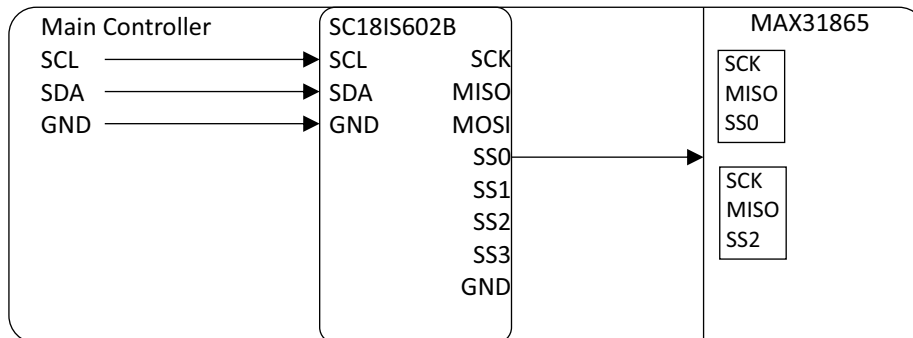 Main Controller
SCL
SDA
GND
SC18IS602B
SCL
SDA
GND
SCK
MISO
MOSI
SS0
SS1
SS2
SS3
GND
MAX31865
SCK
MISO
SS0
SCK
MISO
SS2